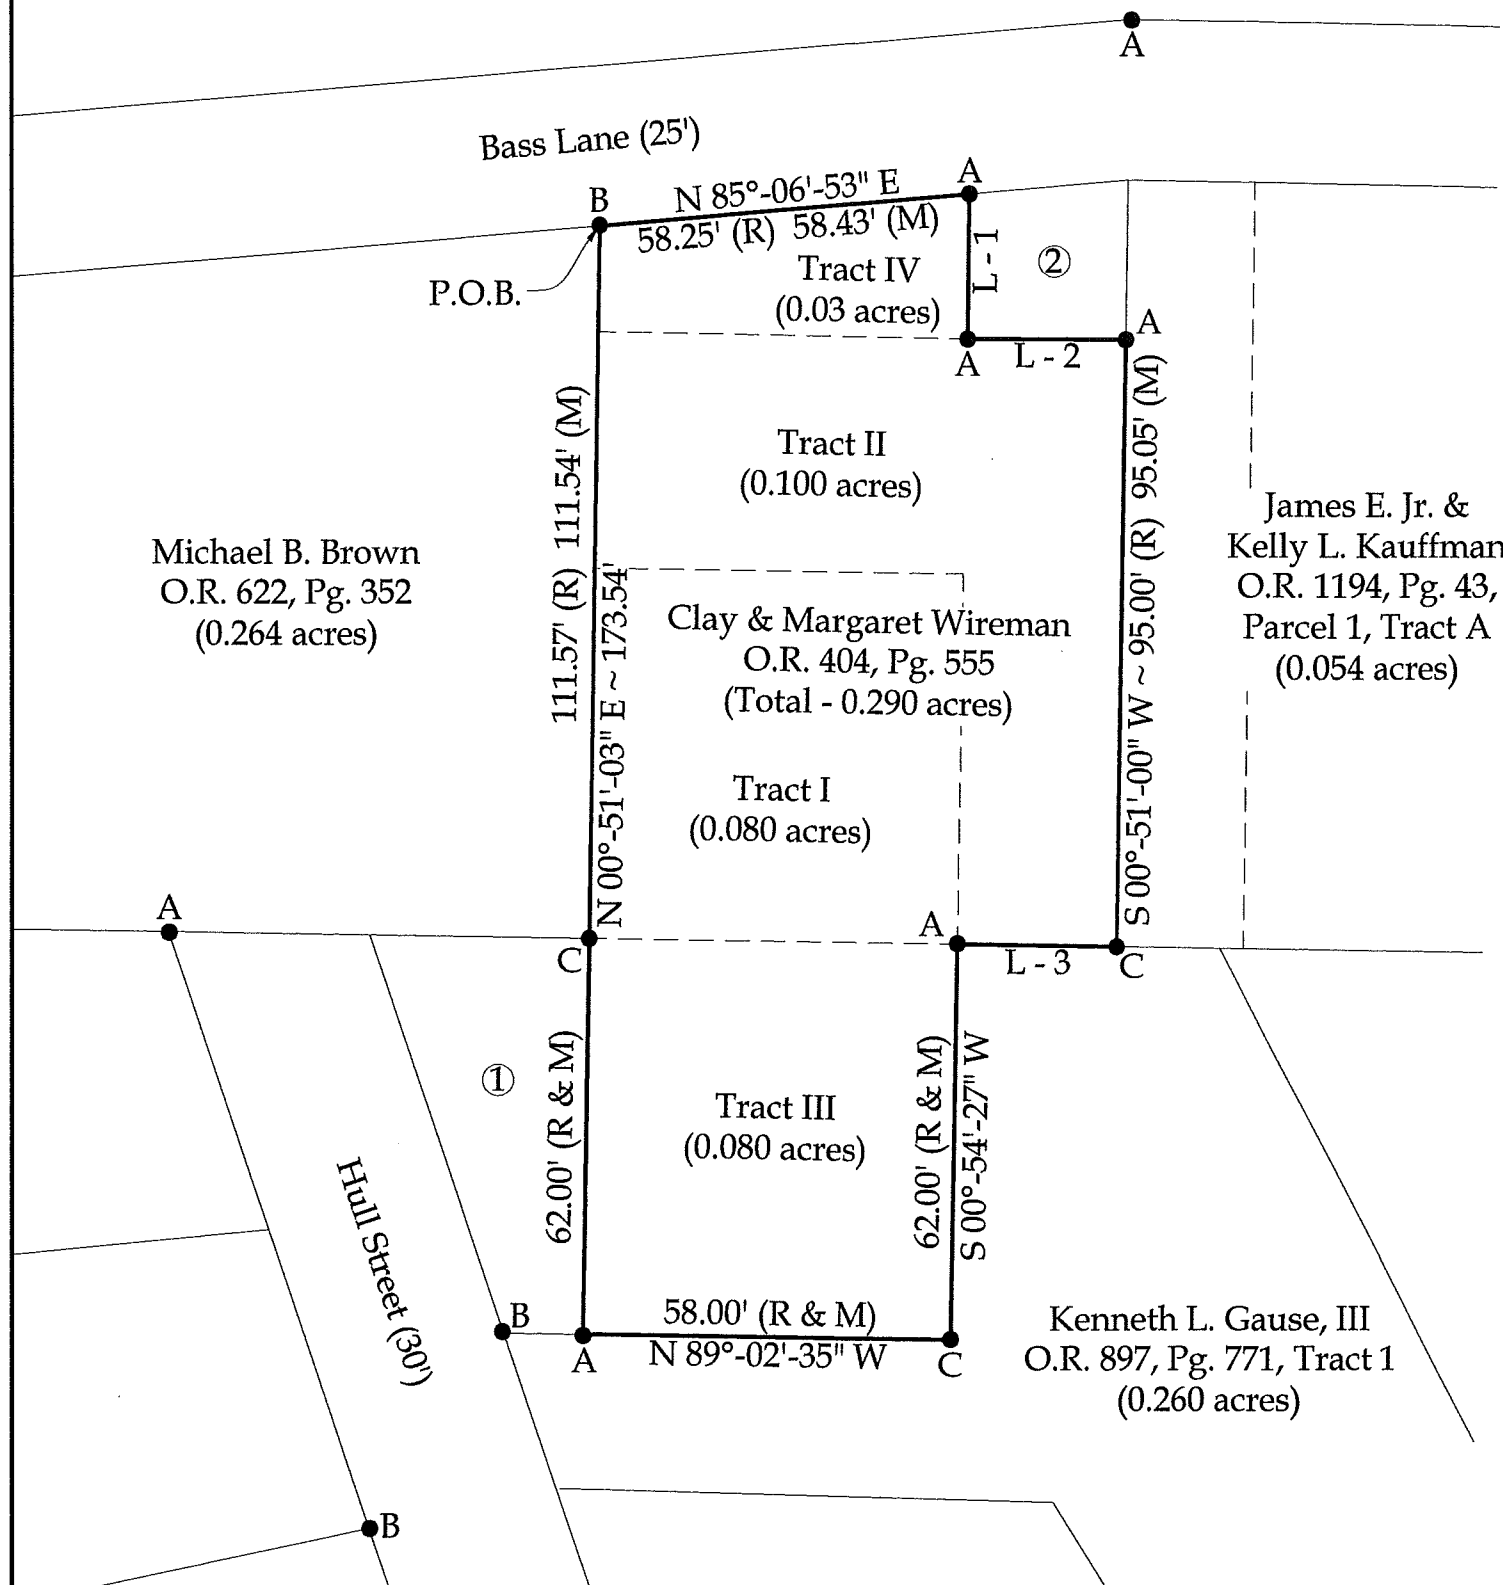 A
Bass Lane (25')
A
B
N 85°-06'-53" E
58.25' (R) 58.43' (M)
L - 1
②
Tract IV
(0.03 acres)
P.O.B.
A
A
L - 2
111.57' (R) 111.54' (M)
N 00°-51'-03" E ~ 173.54'
S 00°-51'-00" W ~ 95.00' (R) 95.05' (M)
Tract II
(0.100 acres)
Michael B. Brown
O.R. 622, Pg. 352
(0.264 acres)
James E. Jr. &
Kelly L. Kauffman
O.R. 1194, Pg. 43,
Parcel 1, Tract A
(0.054 acres)
Clay & Margaret Wireman
O.R. 404, Pg. 555
(Total - 0.290 acres)
Tract I
(0.080 acres)
A
C
A
L - 3
C
①
62.00' (R & M)
62.00' (R & M)
S 00°-54'-27" W
Tract III
(0.080 acres)
Hull Street (30')
B
A
58.00' (R & M)
N 89°-02'-35" W
C
Kenneth L. Gause, III
O.R. 897, Pg. 771, Tract 1
(0.260 acres)
B